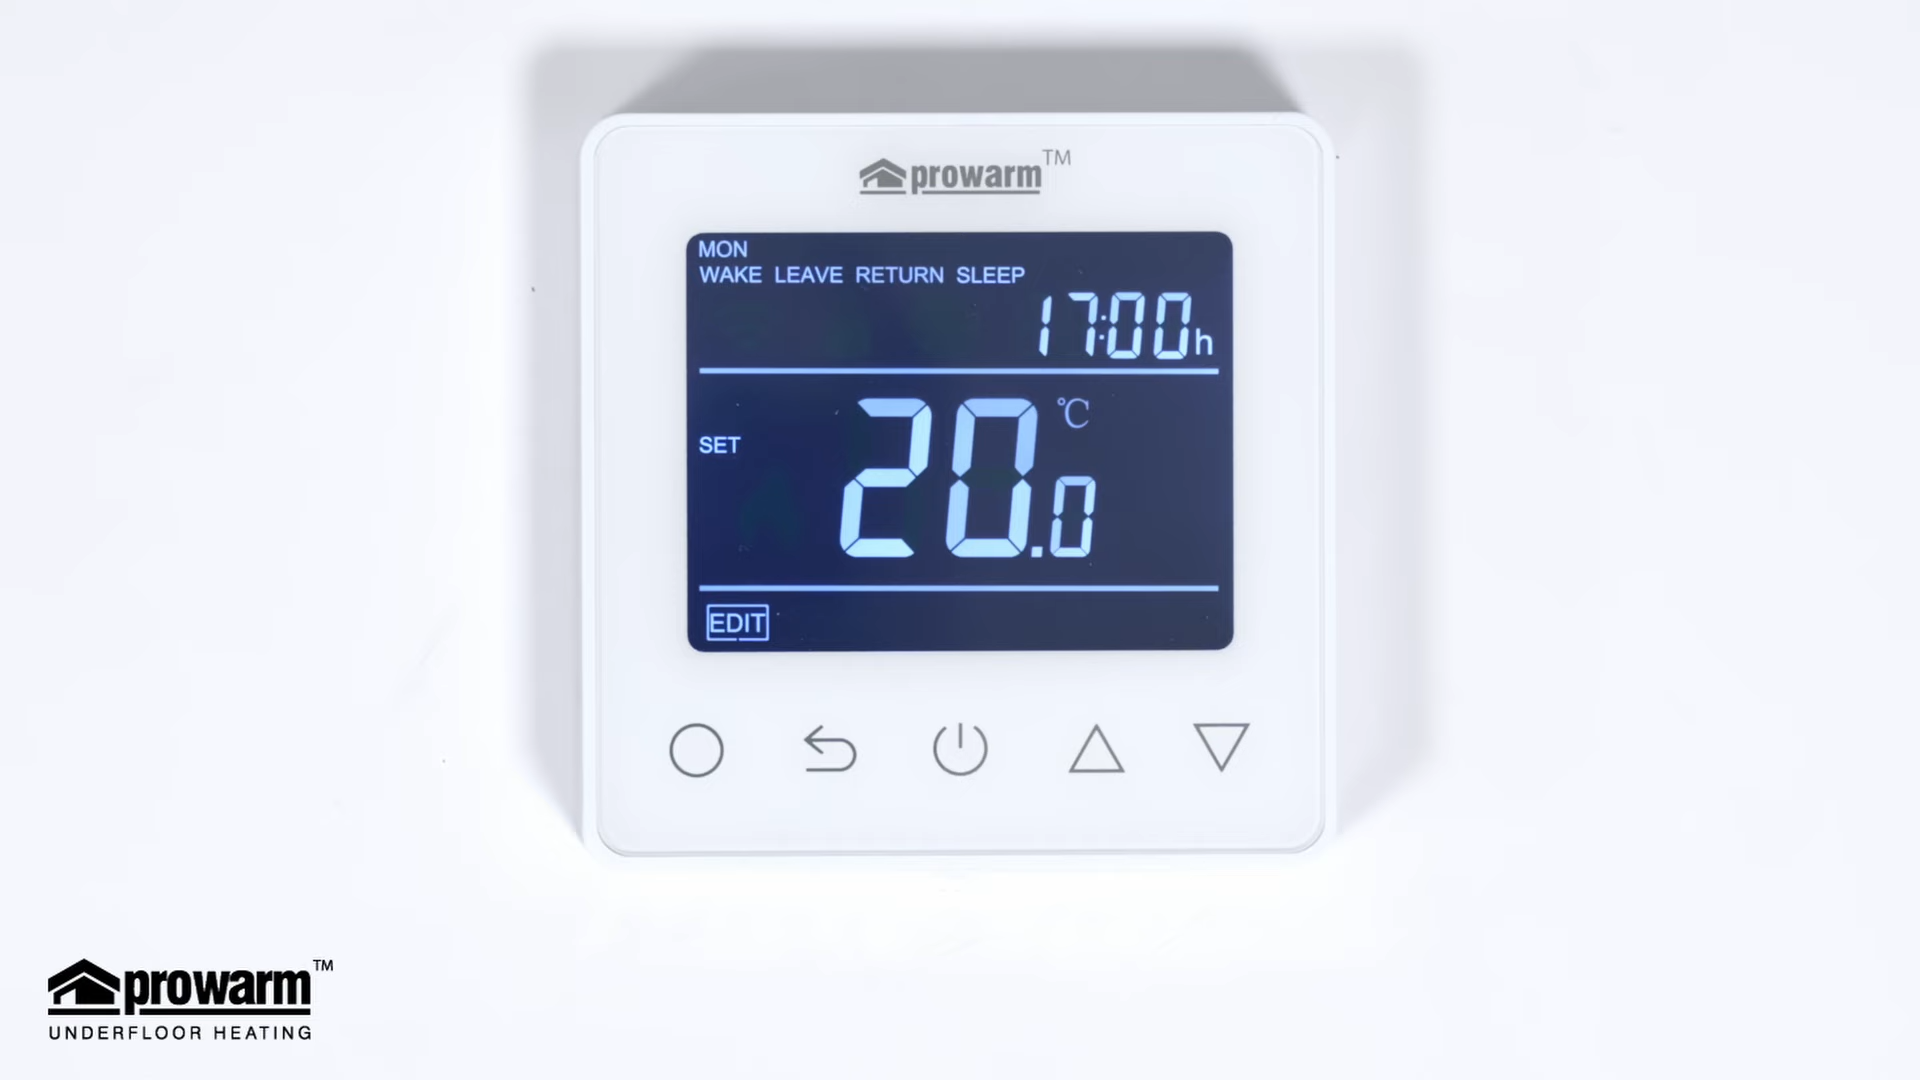 prowarm™
MON
WAKE LEAVE RETURN SLEEP
17:00h
°C
SET 20.0
EDIT
prowarm™
UNDERFLOOR HEATING